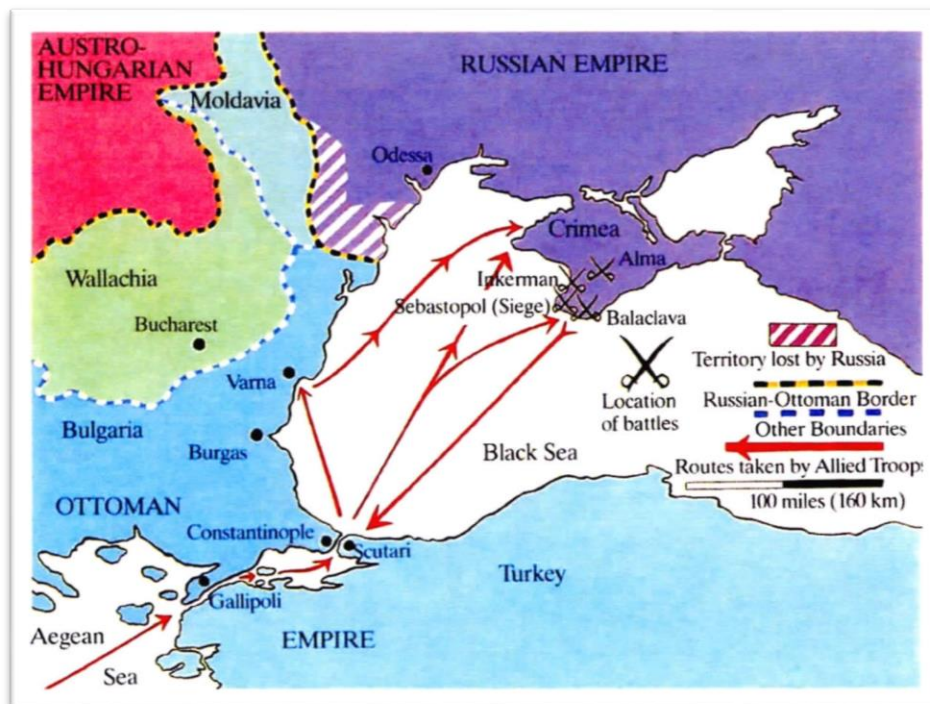 AUSTRO-
HUNGARIAN
EMPIRE
RUSSIAN EMPIRE
Moldavia
Odessa
Crimea
Alma
Wallachia
Inkerman
Sebastopol (Siege)
Balaclava
Bucharest
Varna
Territory lost by Russia
Location
of battles
Russian-Ottoman Border
Bulgaria
Other Boundaries
Burgas
Black Sea
Routes taken by Allied Troops
100 miles (160 km)
OTTOMAN
Constantinople
Scutari
Turkey
Gallipoli
Aegean
Sea
EMPIRE